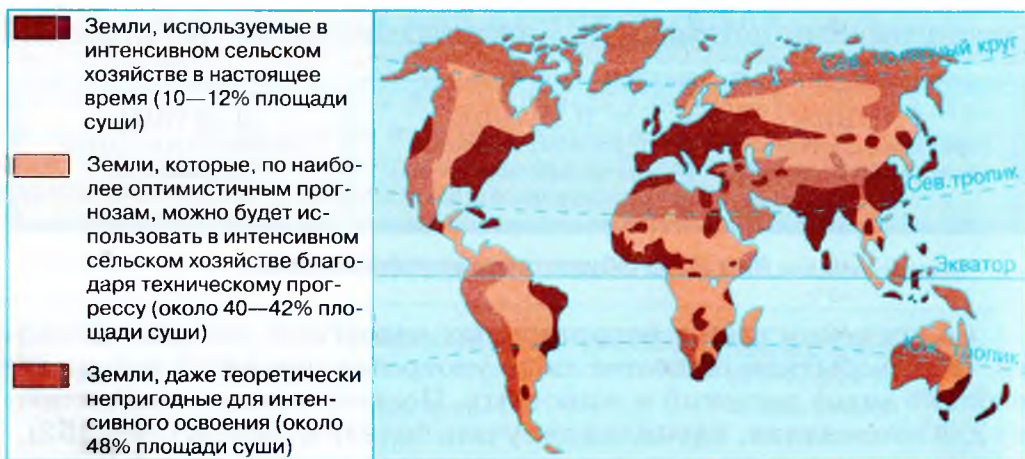 Земли, используемые в
интенсивном сельском
хозяйстве в настоящее
время (10—12% площади
суши)
Земли, которые, по наибо-
лее оптимистичным прог-
нозам, можно будет ис-
пользовать в интенсивном
сельском хозяйстве благо-
даря техническому прог-
рессу (около 40—42% пло-
щади суши)
Земли, даже теоретически
непригодные для интен-
сивного освоения (около
48% площади суши)
Сев. полярный круг
Сев. тропик
Экватор
Юж. тропик